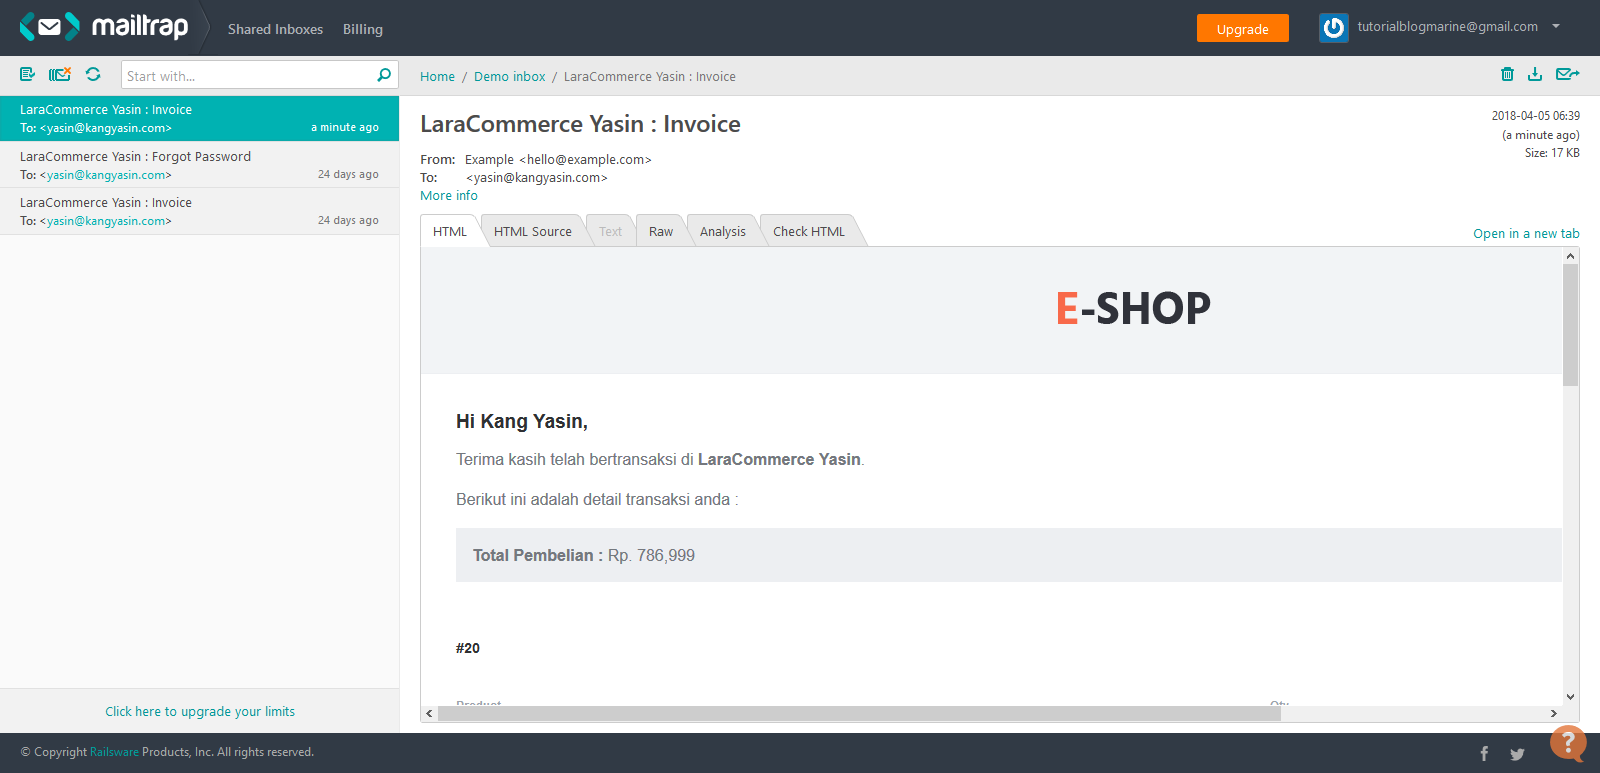 mailtrap
Shared Inboxes
Billing
Upgrade
tutorialblogmarine@gmail.com
Start with...
Home / Demo inbox / LaraCommerce Yasin : Invoice
LaraCommerce Yasin : Invoice
To: <yasin@kangyasin.com>
a minute ago
LaraCommerce Yasin : Forgot Password
To: <yasin@kangyasin.com>
24 days ago
LaraCommerce Yasin : Invoice
To: <yasin@kangyasin.com>
24 days ago
Click here to upgrade your limits
LaraCommerce Yasin : Invoice
2018-04-05 06:39
(a minute ago)
Size: 17 KB
From: Example <hello@example.com>
To: <yasin@kangyasin.com>
More info
HTML
HTML Source
Text
Raw
Analysis
Check HTML
Open in a new tab
E-SHOP
Hi Kang Yasin,
Terima kasih telah bertransaksi di LaraCommerce Yasin.
Berikut ini adalah detail transaksi anda :
Total Pembelian : Rp. 786,999
#20
Product
Qty
© Copyright Railsware Products, Inc. All rights reserved.
?